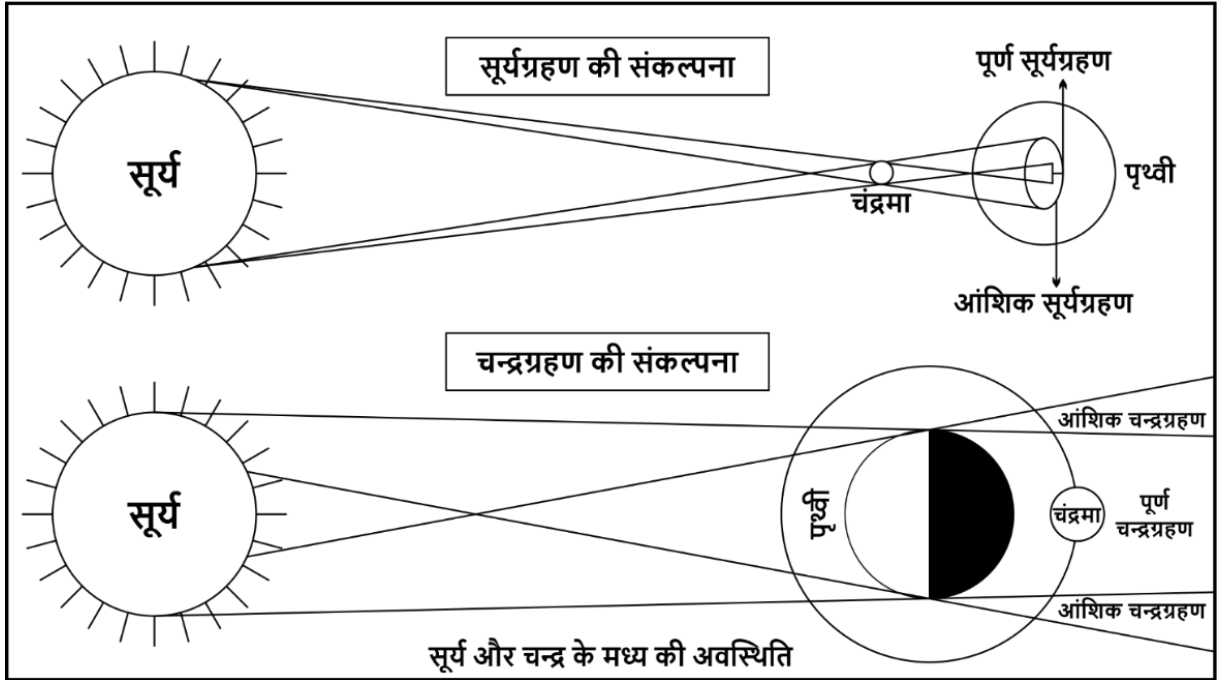 सूर्यग्रहण की संकल्पना
पूर्ण सूर्यग्रहण
सूर्य
पृथ्वी
चंद्रमा
आंशिक सूर्यग्रहण
चन्द्रग्रहण की संकल्पना
आंशिक चन्द्रग्रहण
सूर्य
पृथ्वी
चंद्रमा
पूर्ण
चन्द्रग्रहण
आंशिक चन्द्रग्रहण
सूर्य और चन्द्र के मध्य की अवस्थिति